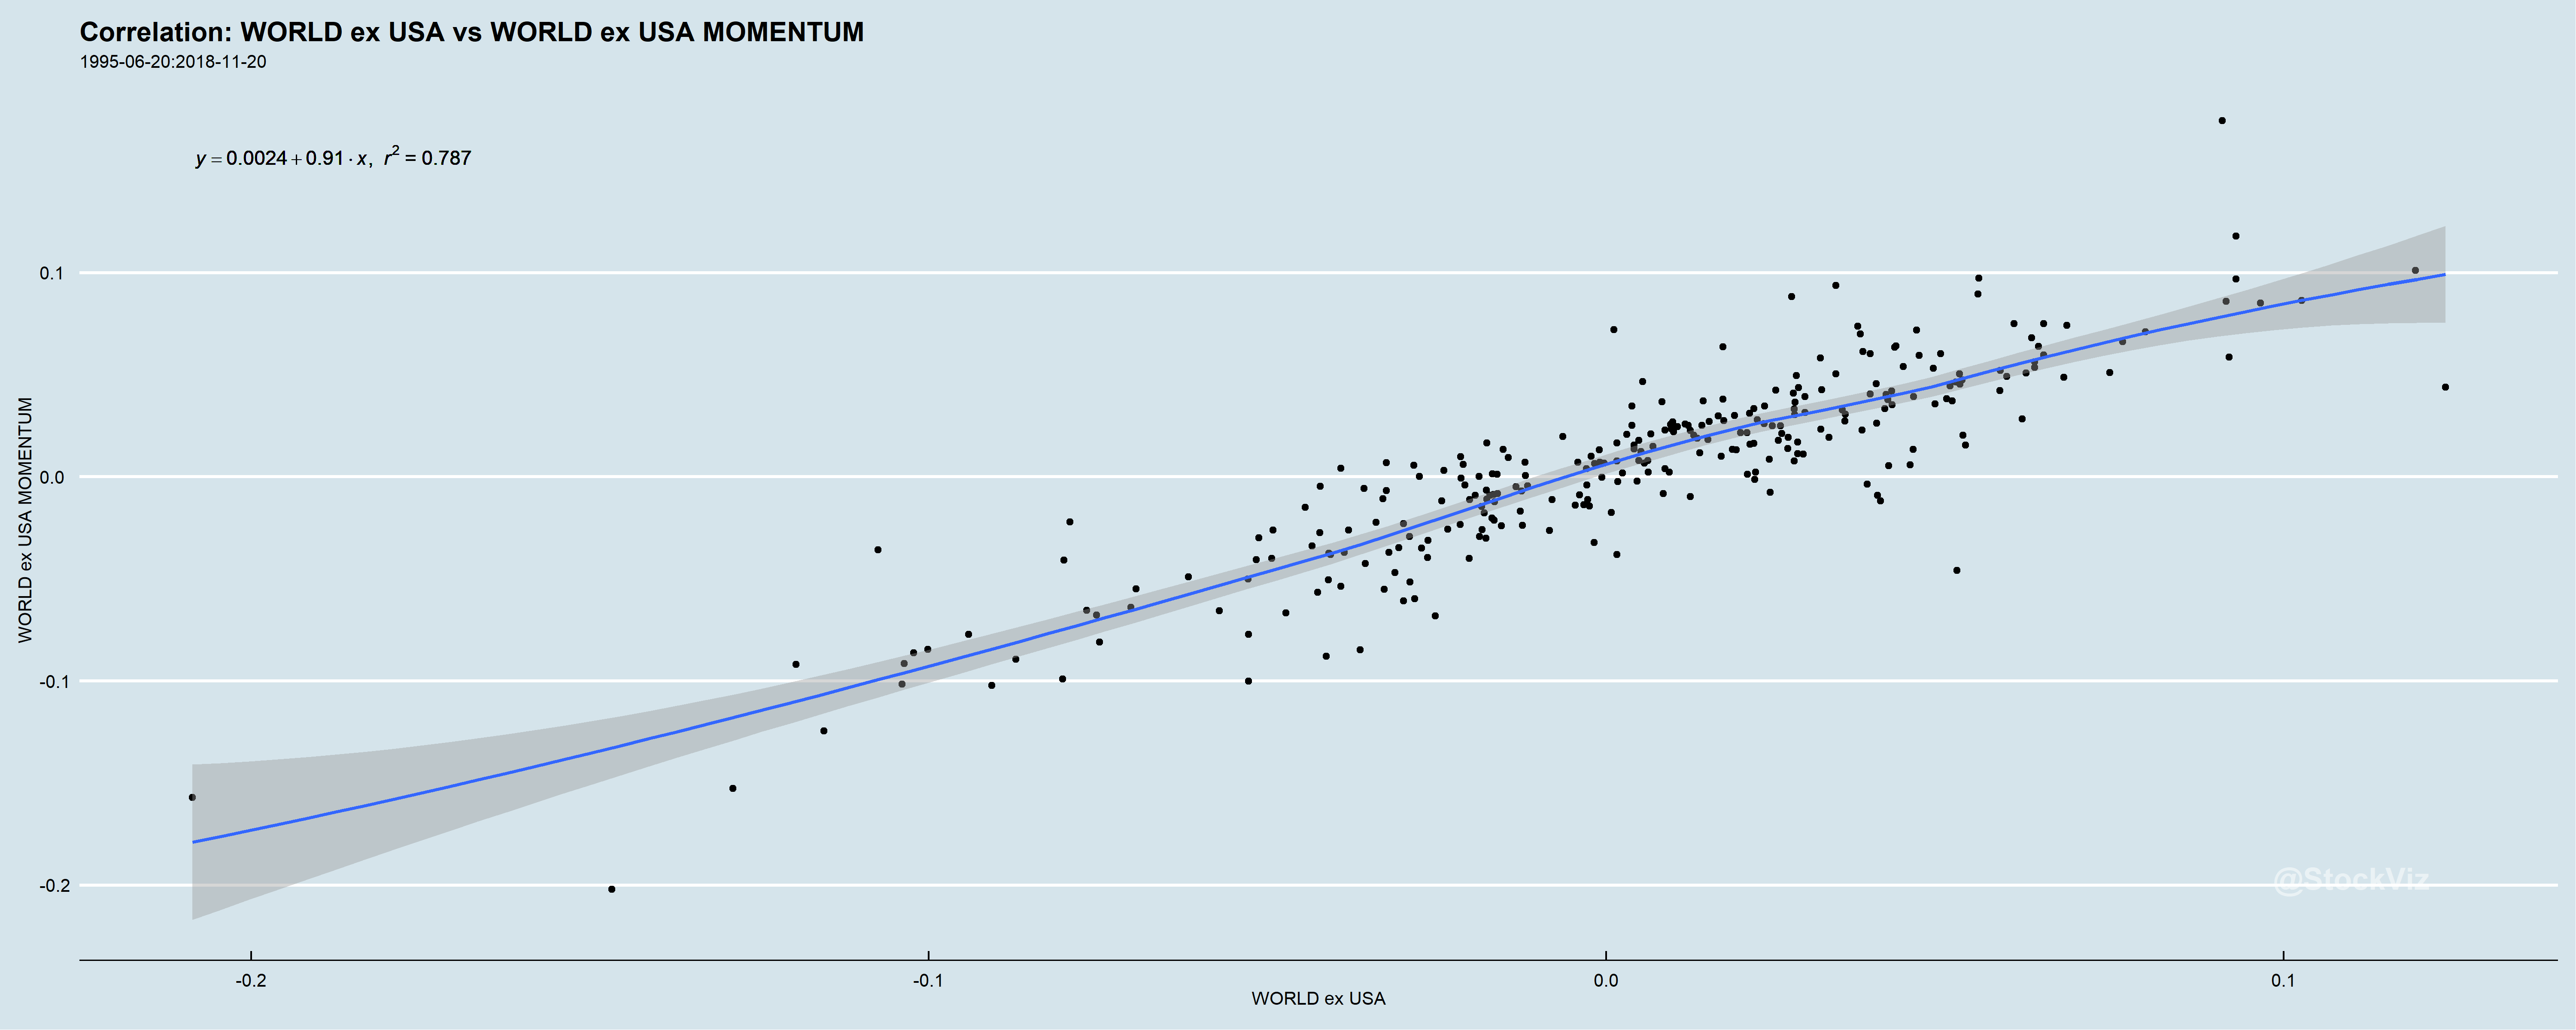 Correlation: WORLD ex USA vs WORLD ex USA MOMENTUM
1995-06-20:2018-11-20
y = 0.0024 + 0.91 · x, r² = 0.787
WORLD ex USA MOMENTUM
0.1
0.0
-0.1
-0.2
@StockViz
-0.2
-0.1
0.0
0.1
WORLD ex USA